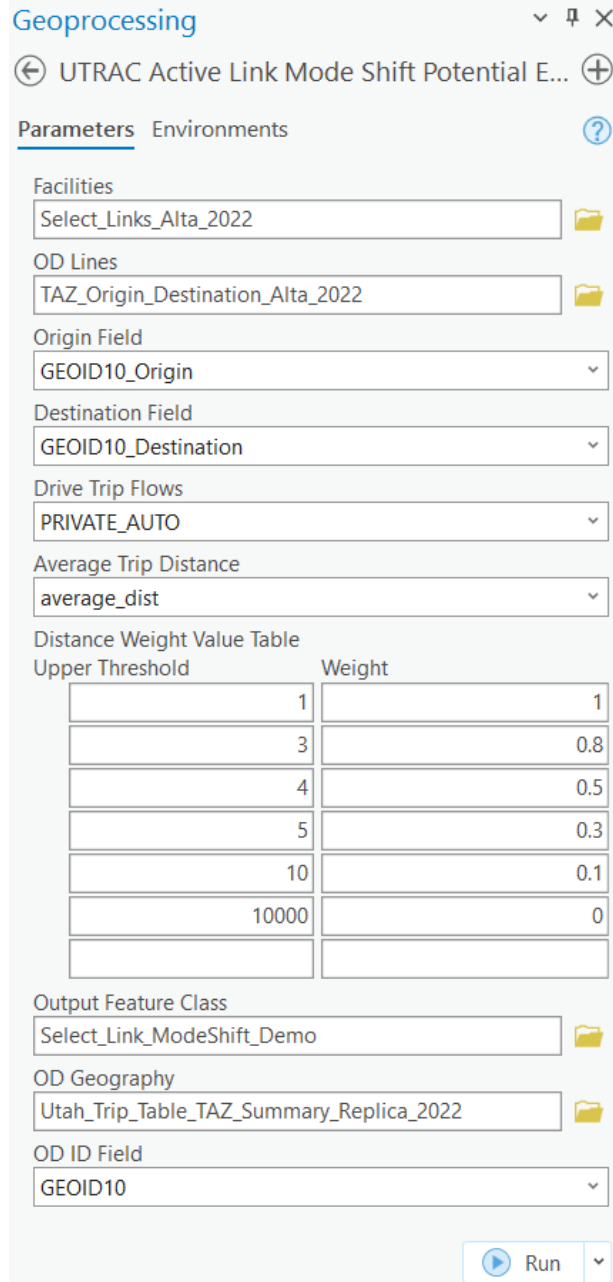 Geoprocessing
UTRAC Active Link Mode Shift Potential E...
Parameters Environments
?
Facilities
Select_Links_Alta_2022
OD Lines
TAZ_Origin_Destination_Alta_2022
Origin Field
GEOID10_Origin
Destination Field
GEOID10_Destination
Drive Trip Flows
PRIVATE_AUTO
Average Trip Distance
average_dist
Distance Weight Value Table
Upper Threshold Weight
1 1
3 0.8
4 0.5
5 0.3
10 0.1
10000 0
Output Feature Class
Select_Link_ModeShift_Demo
OD Geography
Utah_Trip_Table_TAZ_Summary_Replica_2022
OD ID Field
GEOID10
Run